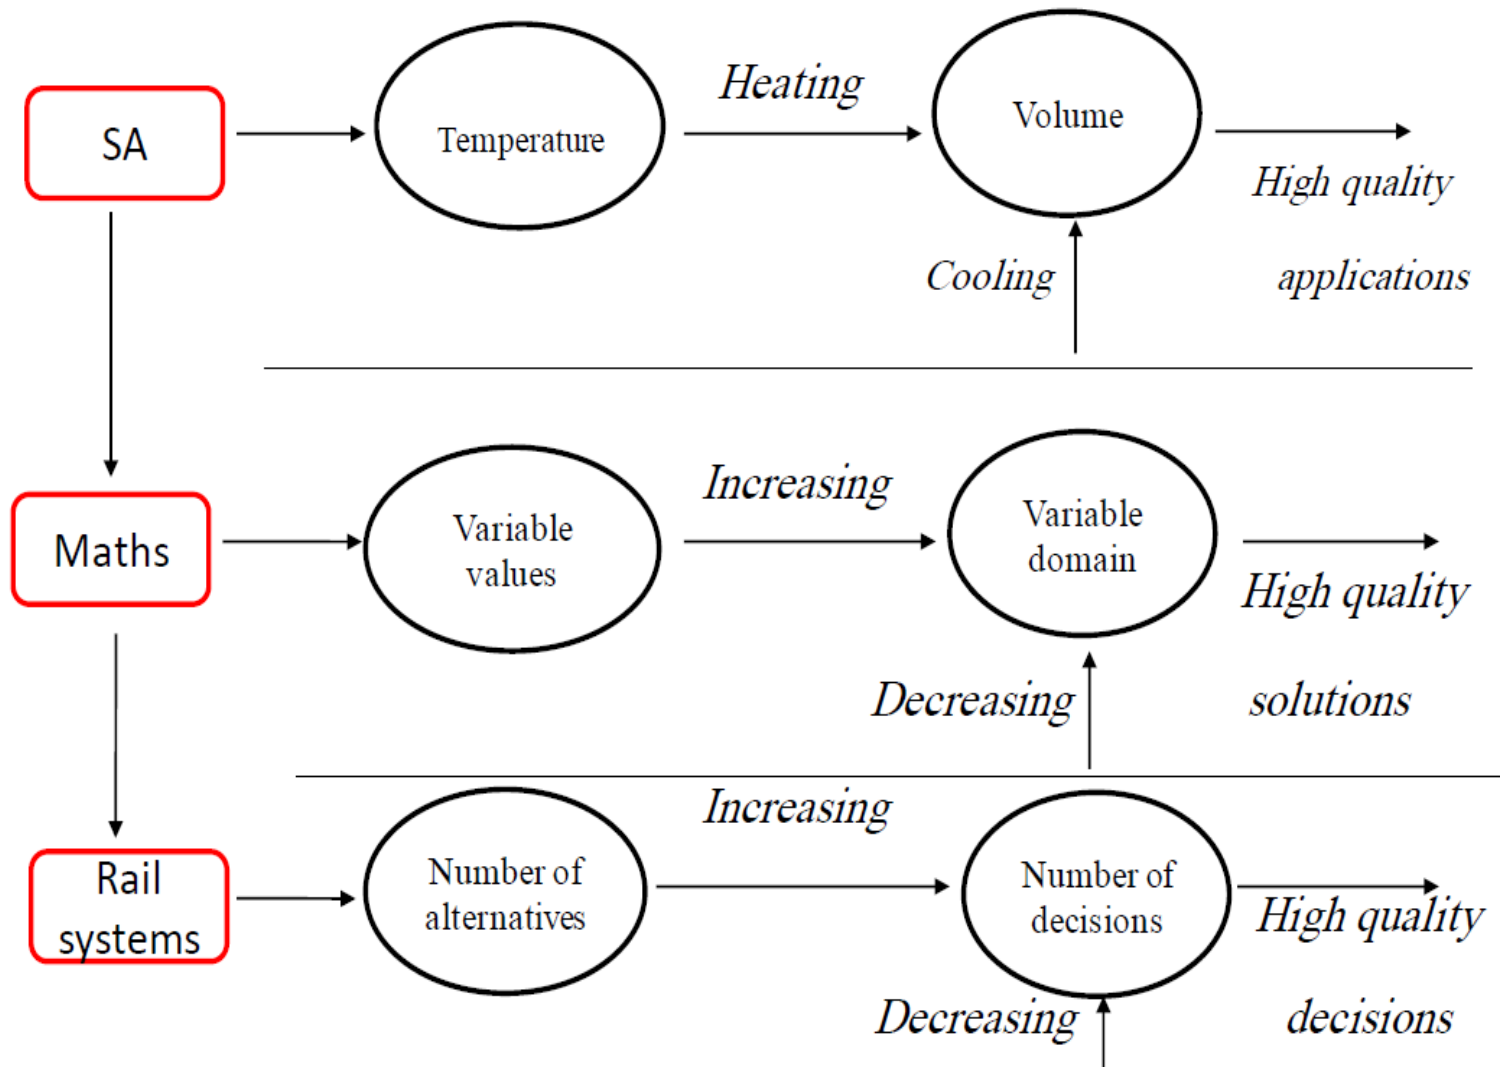 SA
Temperature
Heating
Volume
High quality
applications
Cooling
Maths
Variable
values
Increasing
Variable
domain
High quality
solutions
Decreasing
Rail
systems
Number of
alternatives
Increasing
Number of
decisions
High quality
decisions
Decreasing